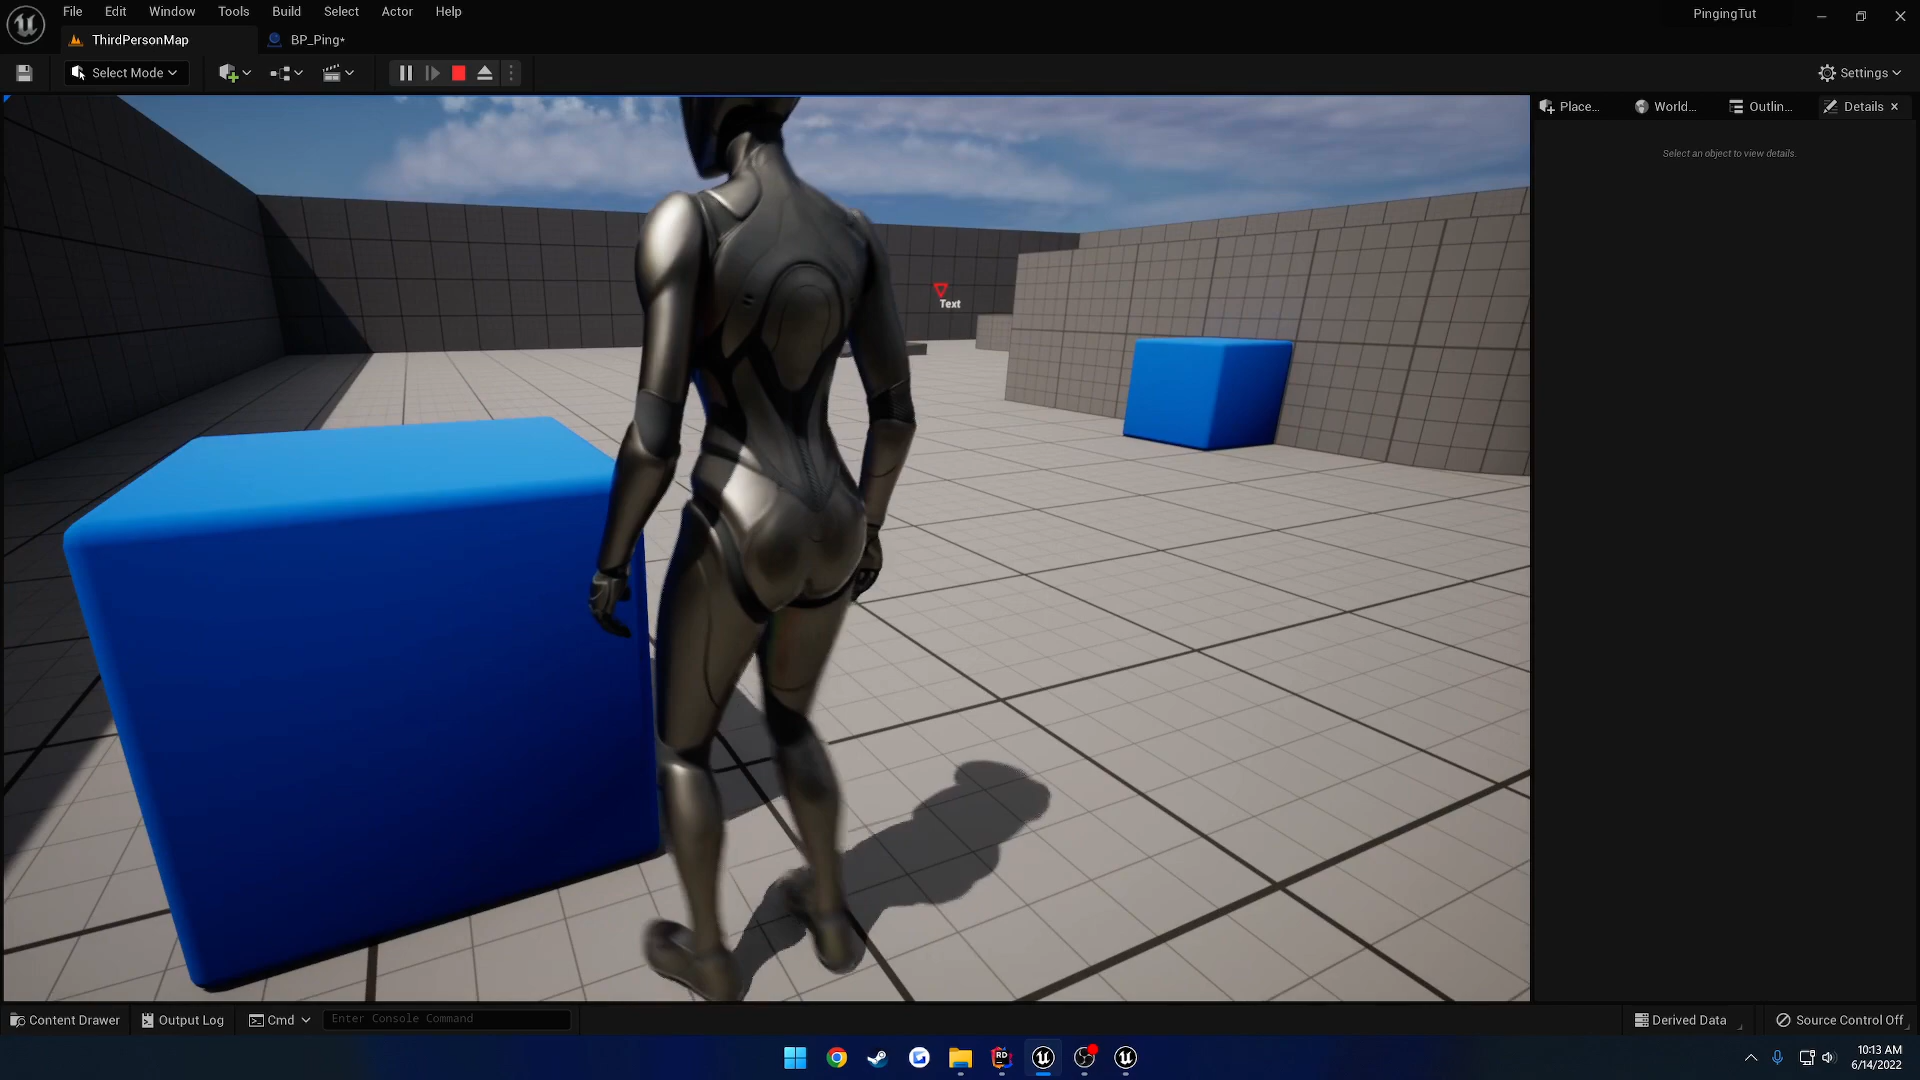 File Edit Window Tools Build Select Actor Help
PingingTut
ThirdPersonMap
BP_Ping*
Select Mode
Settings
Place...
World...
Outlin...
Details
Select an object to view details.
Text
Content Drawer
Output Log
Cmd
Enter Console Command
Derived Data
Source Control Off
RD
10:13 AM
6/14/2022